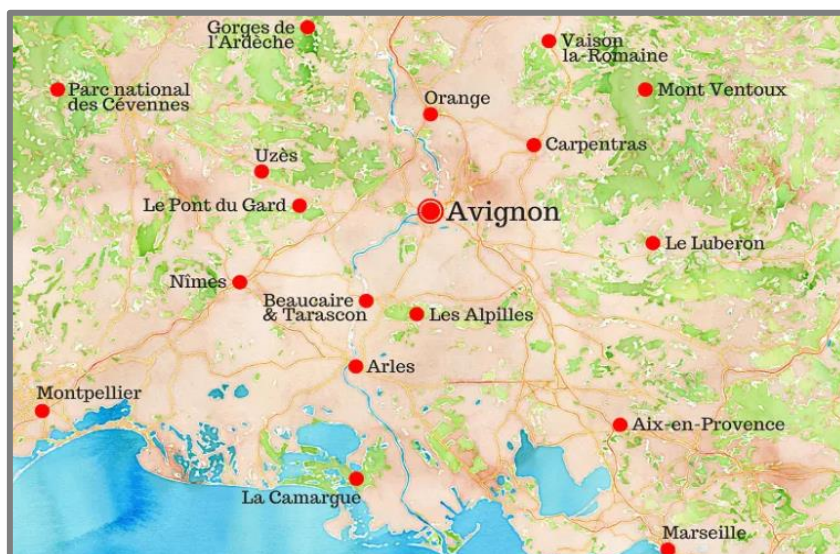 Gorges de
l'Ardèche
Vaison
la-Romaine
Parc national
des Cévennes
Mont Ventoux
Orange
Carpentras
Uzès
Le Pont du Gard
Avignon
Le Luberon
Nîmes
Beaucaire
& Tarascon
Les Alpilles
Arles
Montpellier
Aix-en-Provence
La Camargue
Marseille